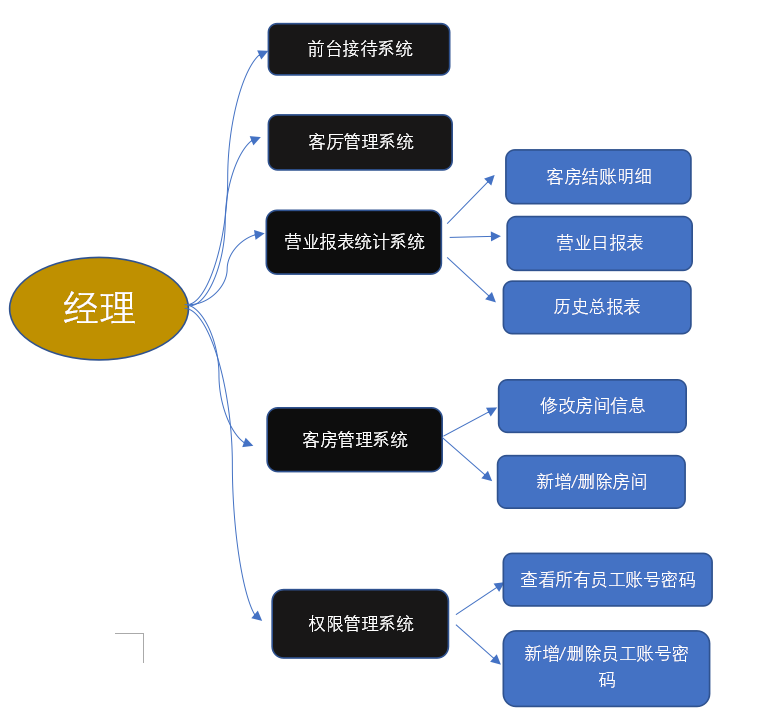 前台接待系统
客历管理系统
客房结账明细
营业报表统计系统
营业日报表
经理
历史总报表
修改房间信息
客房管理系统
新增/删除房间
查看所有员工账号密码
权限管理系统
新增/删除员工账号密
码